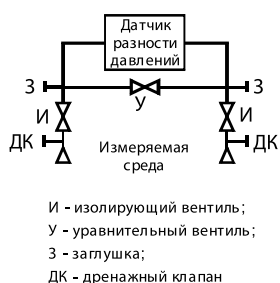 Датчик
разности
давлений
З
З
У
И
И
ДК
ДК
Измеряемая
среда
И - изолирующий вентиль;
У - уравнительный вентиль;
З - заглушка;
ДК - дренажный клапан